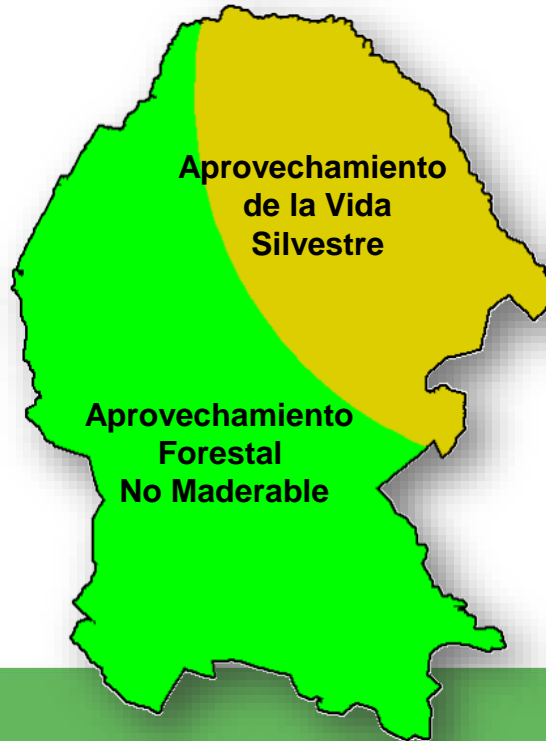 Aprovechamiento
de la Vida
Silvestre
Aprovechamiento
Forestal
No Maderable